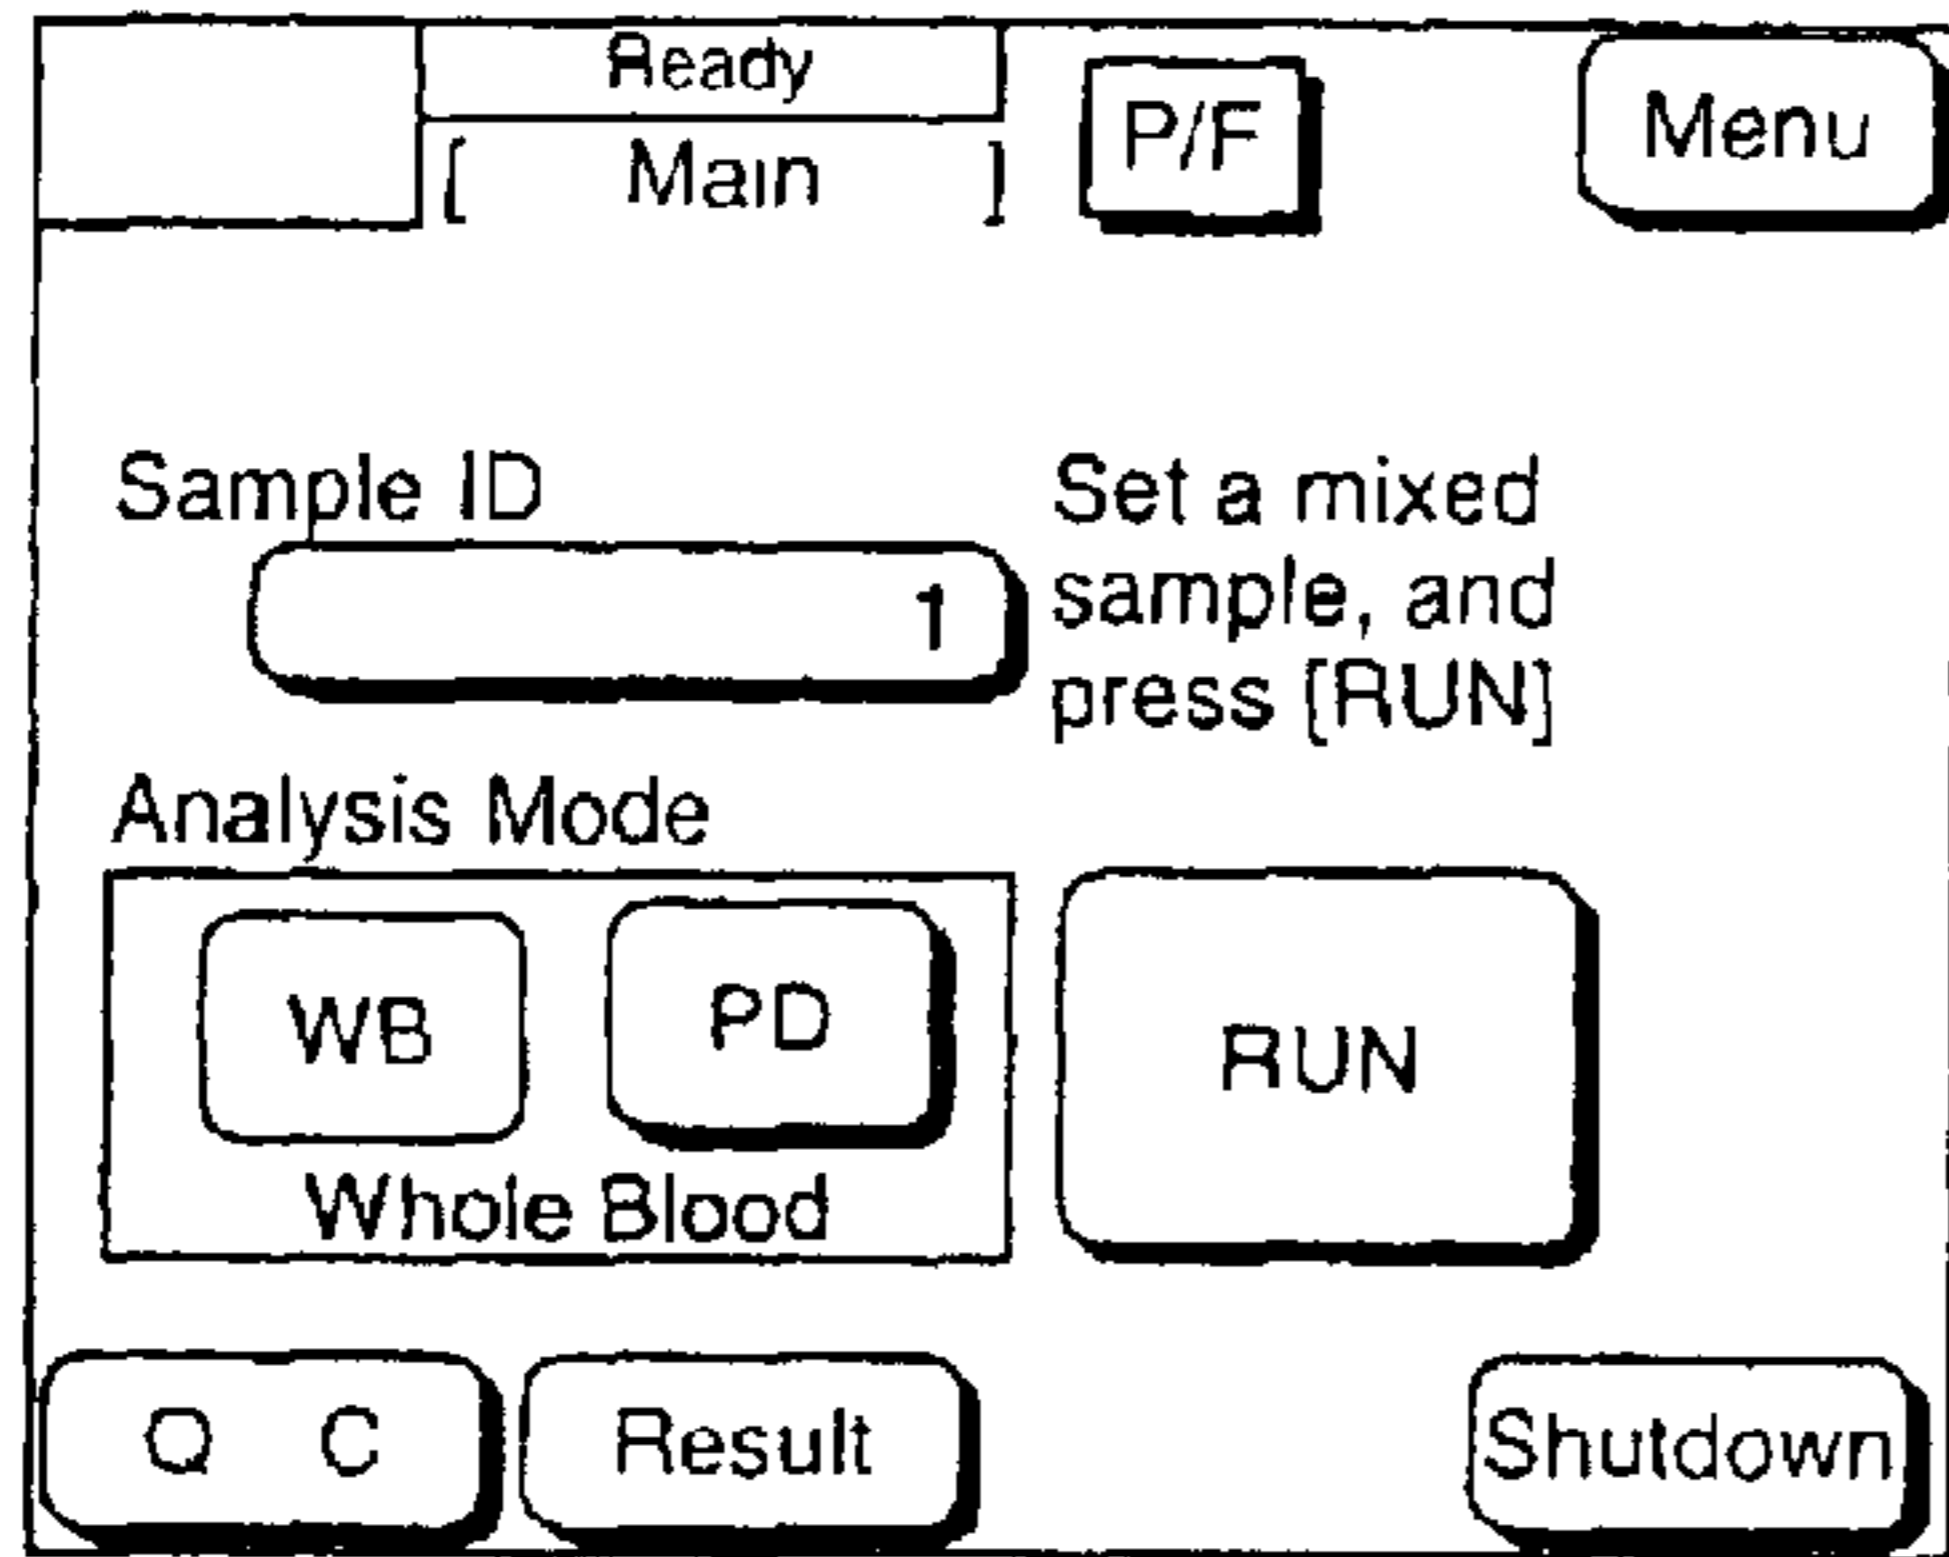 Ready
[ Main ]
P/F
Menu
Sample ID
1
Set a mixed
sample, and
press [RUN]
Analysis Mode
WB
PD
Whole Blood
RUN
Q C
Result
Shutdown